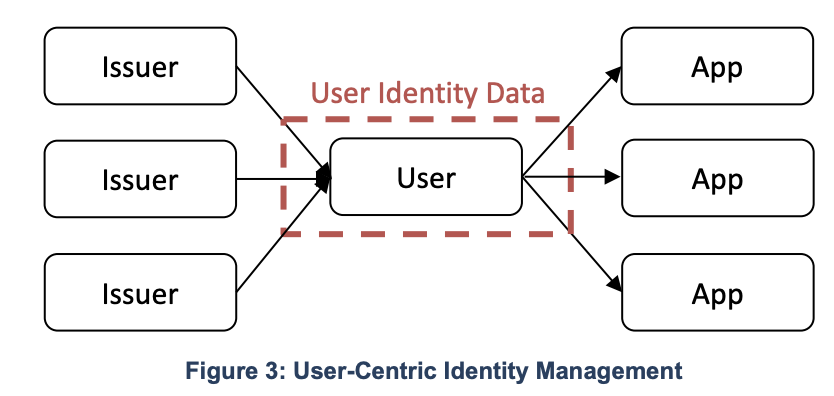 Issuer
App
User Identity Data
Issuer
User
App
Issuer
App
Figure 3: User-Centric Identity Management